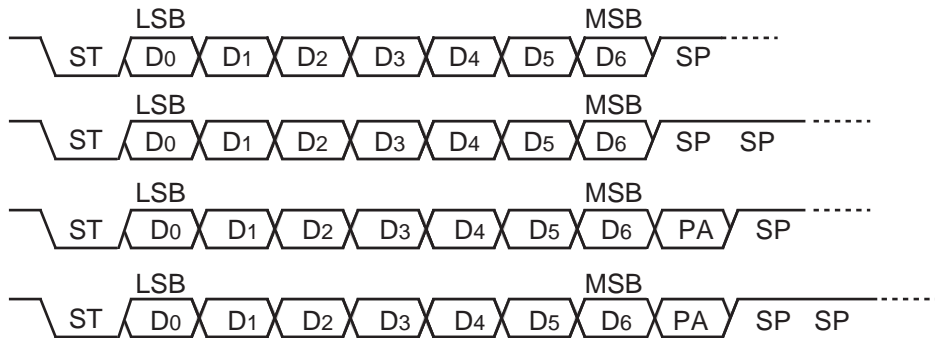 LSB MSB
ST D0 D1 D2 D3 D4 D5 D6 SP
LSB MSB
ST D0 D1 D2 D3 D4 D5 D6 SP SP
LSB MSB
ST D0 D1 D2 D3 D4 D5 D6 PA SP
LSB MSB
ST D0 D1 D2 D3 D4 D5 D6 PA SP SP